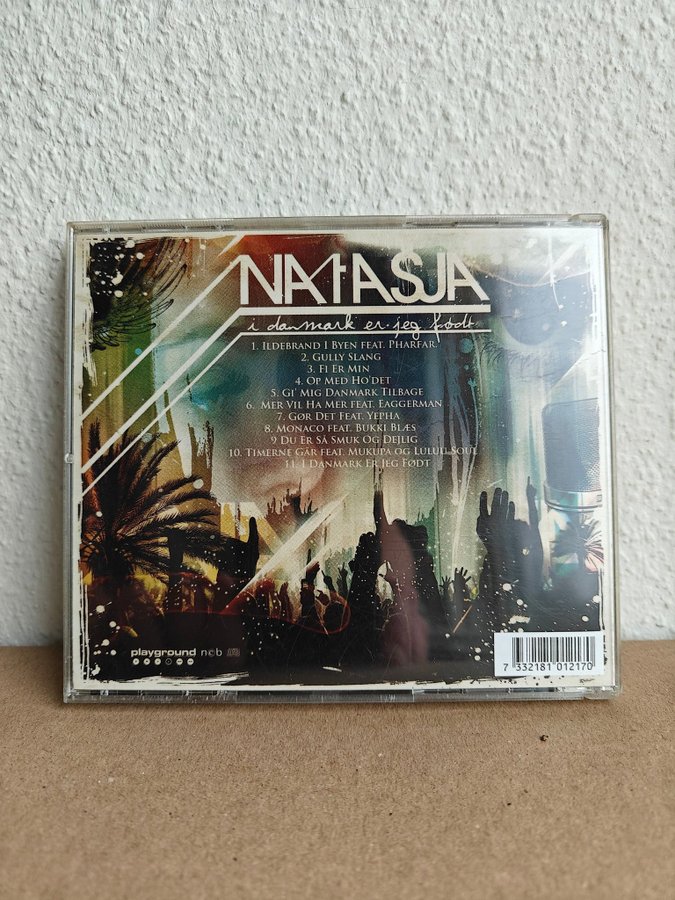 NATASJA
i danmark er jeg født
1. Ildebrand I Byen feat. Pharfar.
2. Gully Slang
3. Fi Er Min
4. Op Med Ho'det
5. Gi' Mig Danmark Tilbage
6. Mer Vil Ha Mer feat. Eaggerman
7. Gør Det feat. Yepha
8. Monaco feat. Bukki Blæs
9 Du Er Så Smuk Og Dejlig
10. Timerne Går feat. Mukupa og Luluu Soul
11. I Danmark Er Jeg Født
playground ncb
7 332181 012170